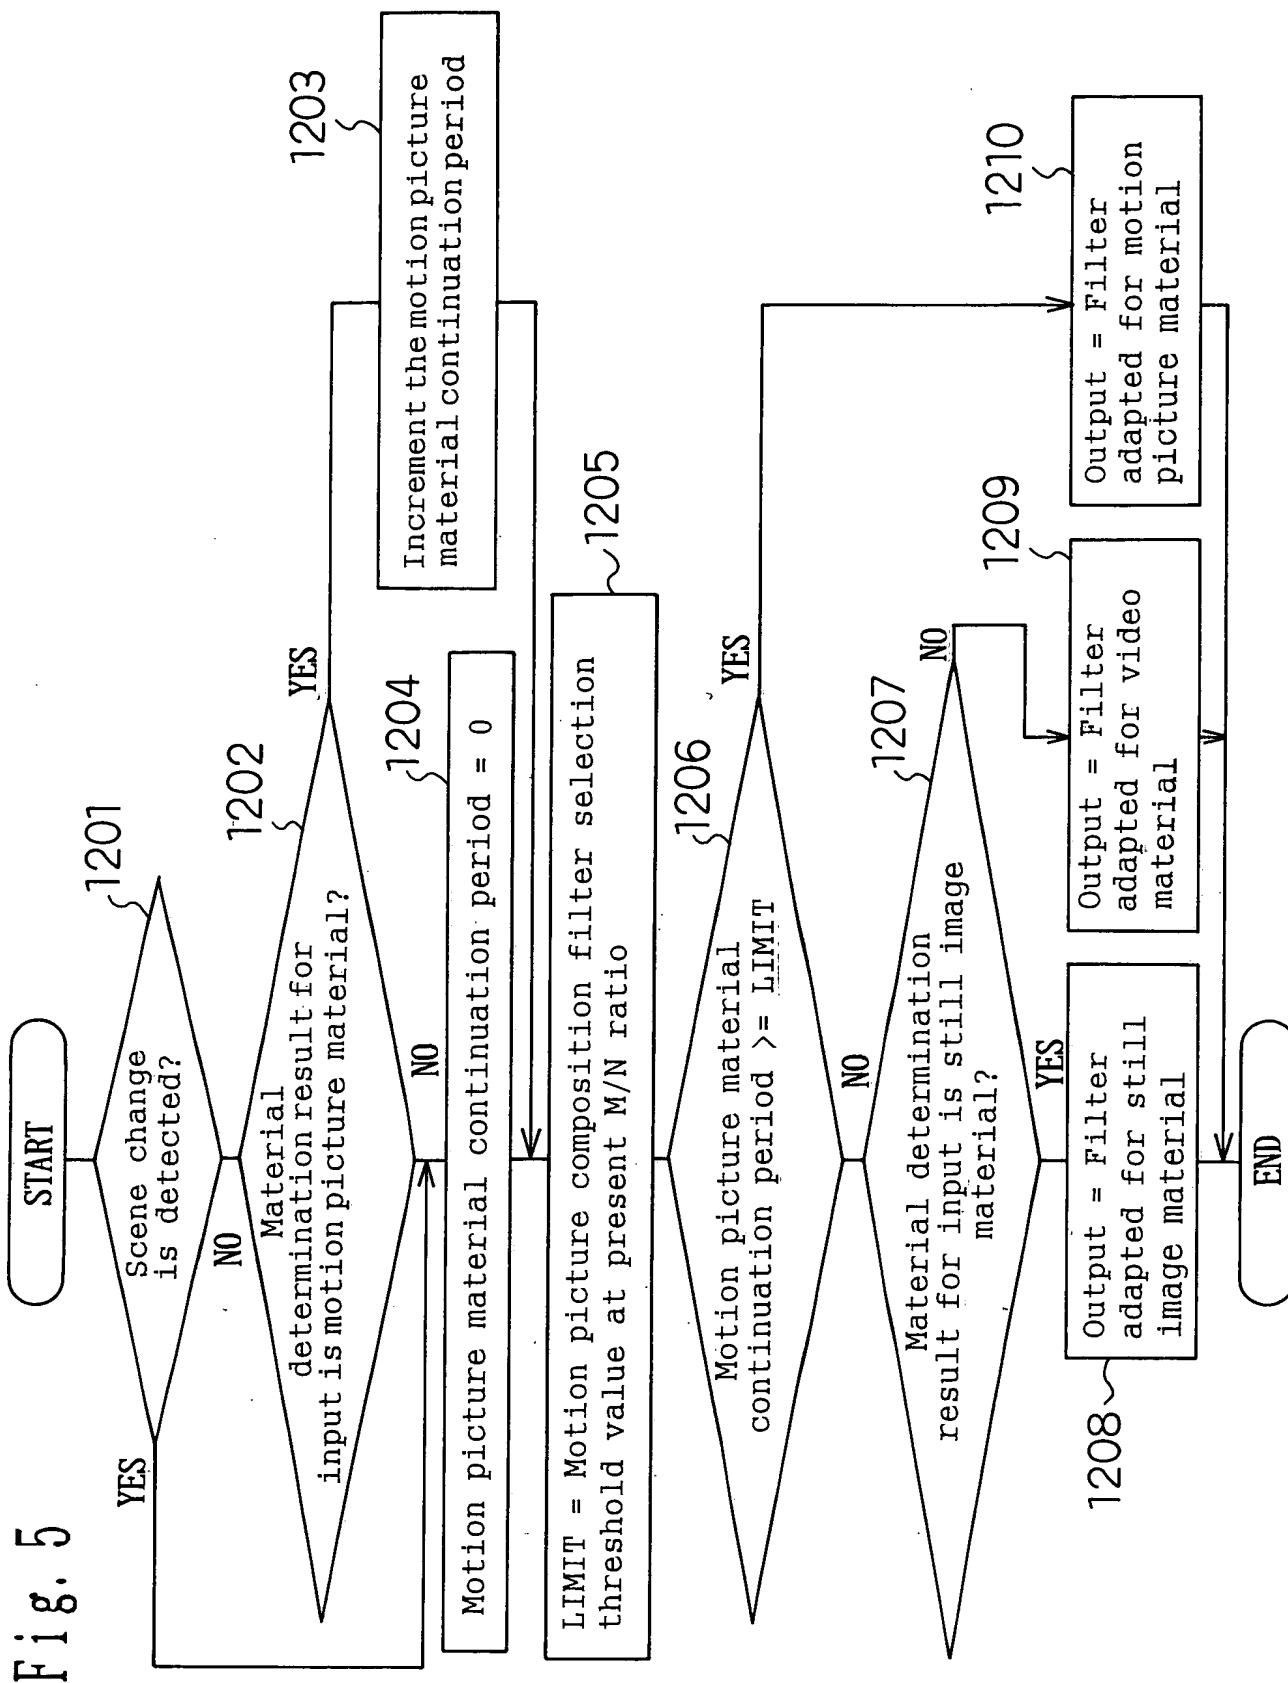 Fig. 5
START
Scene change
is detected?
1201
YES
NO
Material
determination result for
input is motion picture material?
1202
YES
NO
Increment the motion picture
material continuation period
1203
Motion picture material continuation period = 0
1204
LIMIT = Motion picture composition filter selection
threshold value at present M/N ratio
1205
Motion picture material
continuation period >= LIMIT
1206
YES
NO
Material determination
result for input is still image
material?
1207
NO
YES
Output = Filter
adapted for still
image material
1208
Output = Filter
adapted for video
material
1209
Output = Filter
adapted for motion
picture material
1210
END